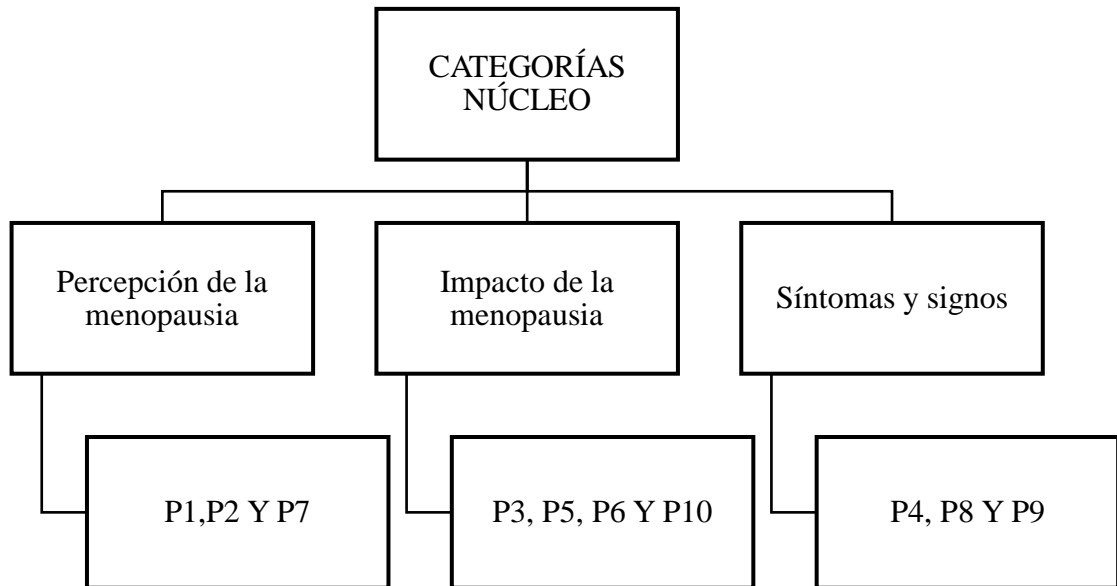 CATEGORÍAS
NÚCLEO
Percepción de la
menopausia
Impacto de la
menopausia
Síntomas y signos
P1,P2 Y P7
P3, P5, P6 Y P10
P4, P8 Y P9